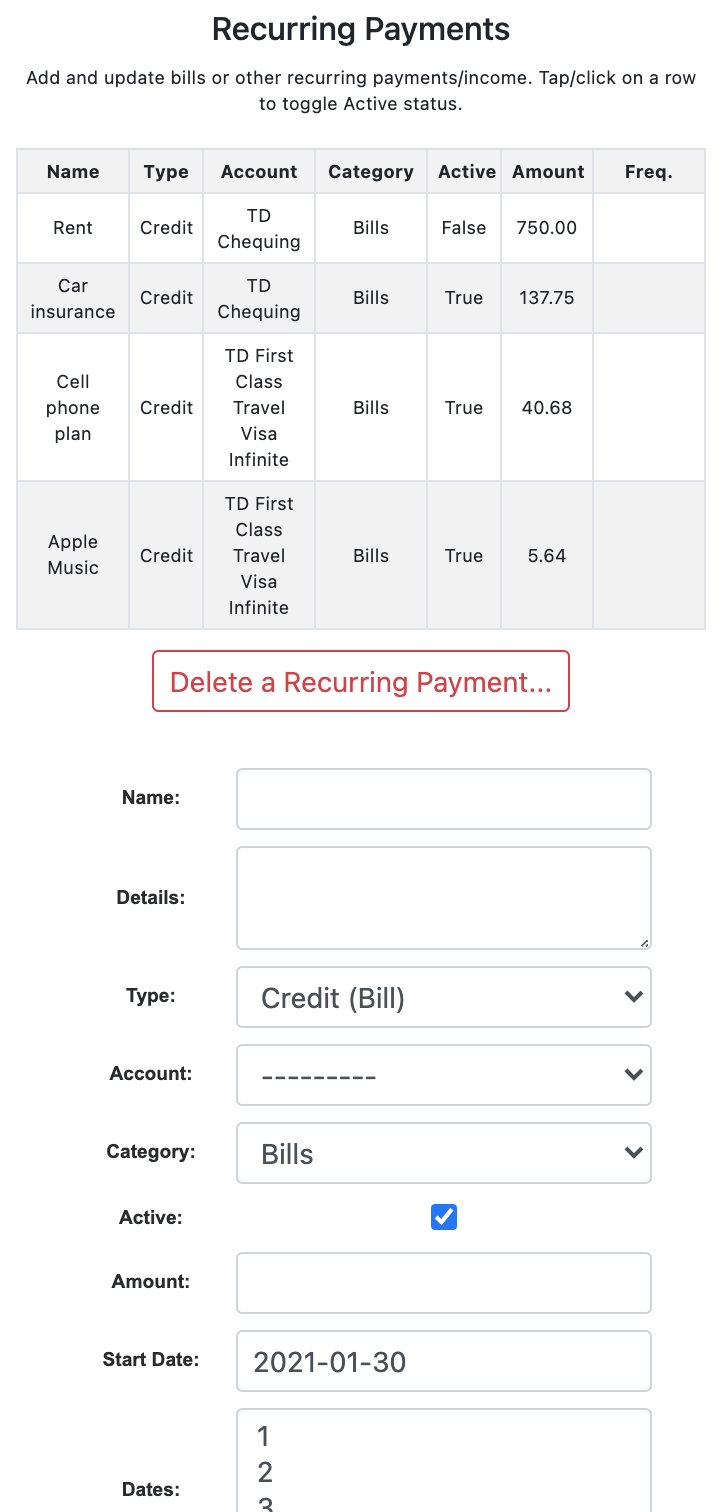 Recurring Payments
Add and update bills or other recurring payments/income. Tap/click on a row
to toggle Active status.
Name Type Account Category Active Amount Freq.
Rent Credit TD Chequing Bills False 750.00
Car insurance Credit TD Chequing Bills True 137.75
Cell phone plan Credit TD First Class Travel Visa Infinite Bills True 40.68
Apple Music Credit TD First Class Travel Visa Infinite Bills True 5.64
Delete a Recurring Payment...
Name:
Details:
Type: Credit (Bill)
Account: ---------
Category: Bills
Active:
Amount:
Start Date: 2021-01-30
Dates:
1
2
3